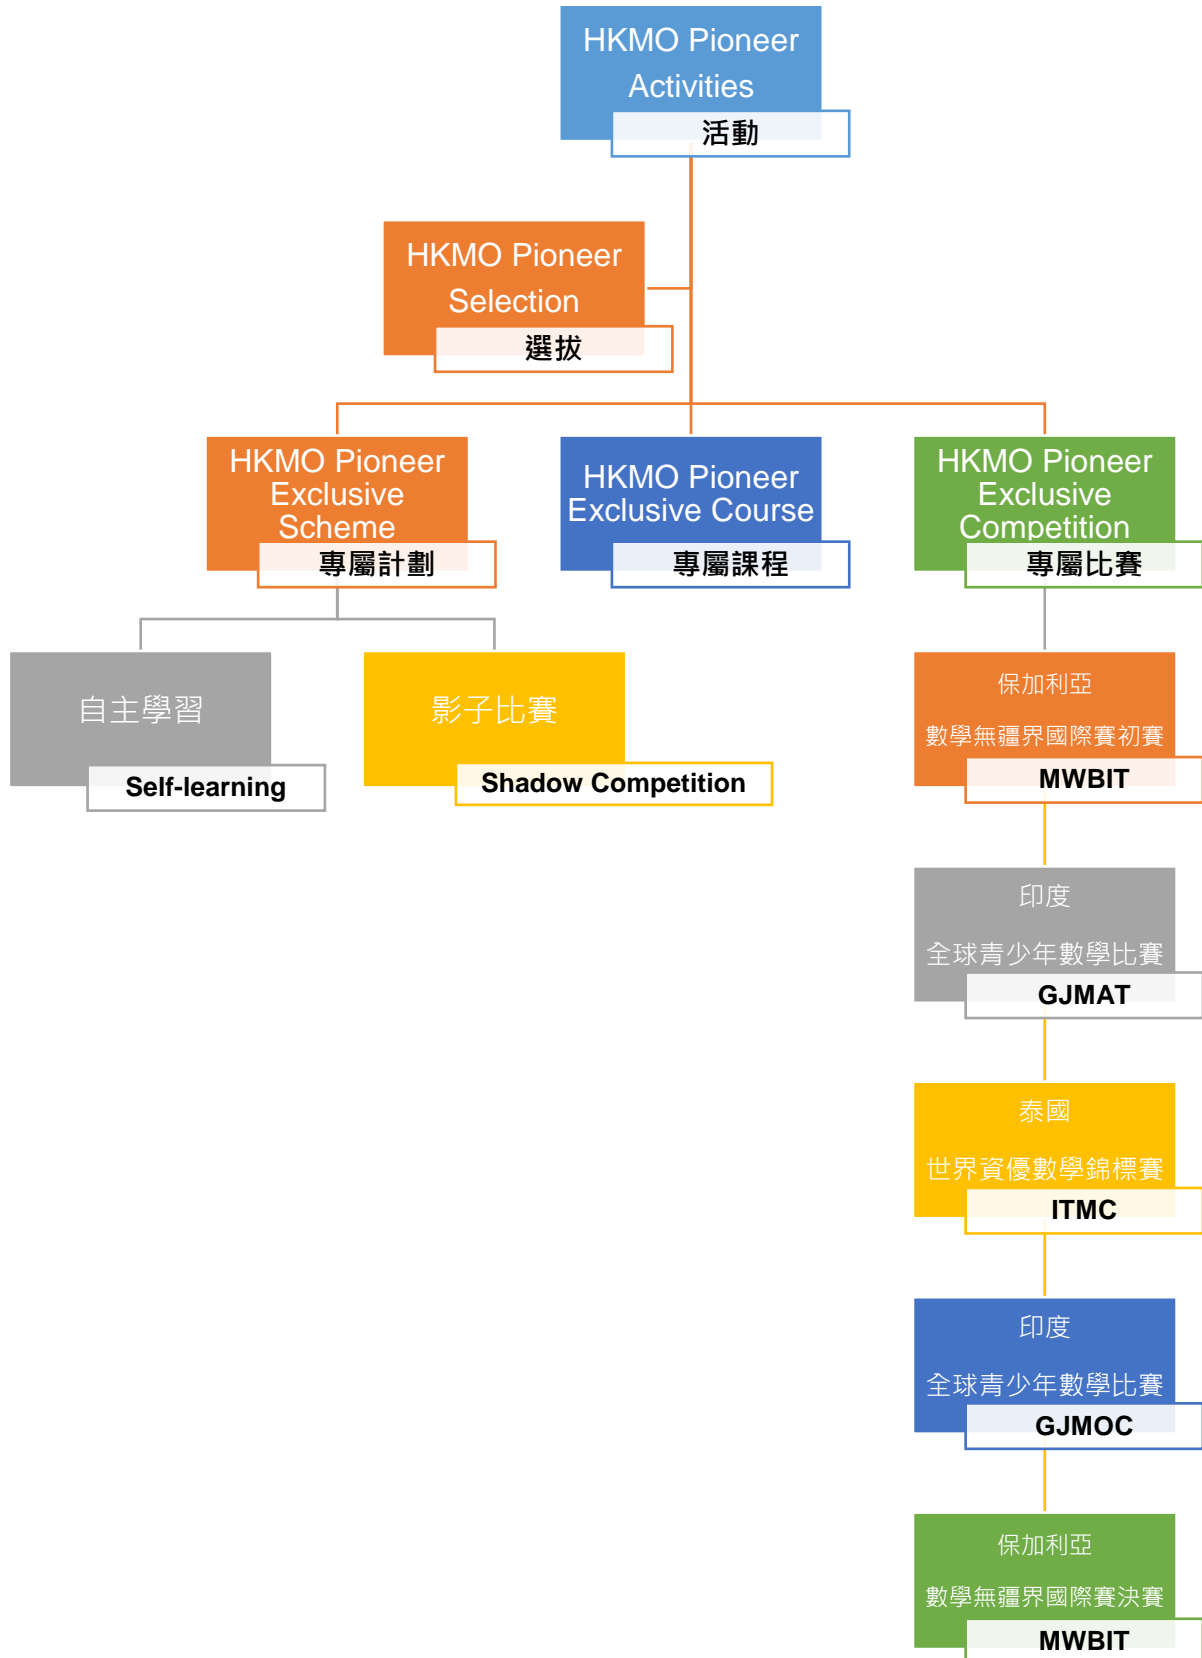 HKMO Pioneer
Activities
活動
HKMO Pioneer
Selection
選拔
HKMO Pioneer
Exclusive
Scheme
專屬計劃
HKMO Pioneer
Exclusive Course
專屬課程
HKMO Pioneer
Exclusive
Competition
專屬比賽
自主學習
Self-learning
影子比賽
Shadow Competition
保加利亞
數學無疆界國際賽初賽
MWBIT
印度
全球青少年數學比賽
GJMAT
泰國
世界資優數學錦標賽
ITMC
印度
全球青少年數學比賽
GJMOC
保加利亞
數學無疆界國際賽決賽
MWBIT